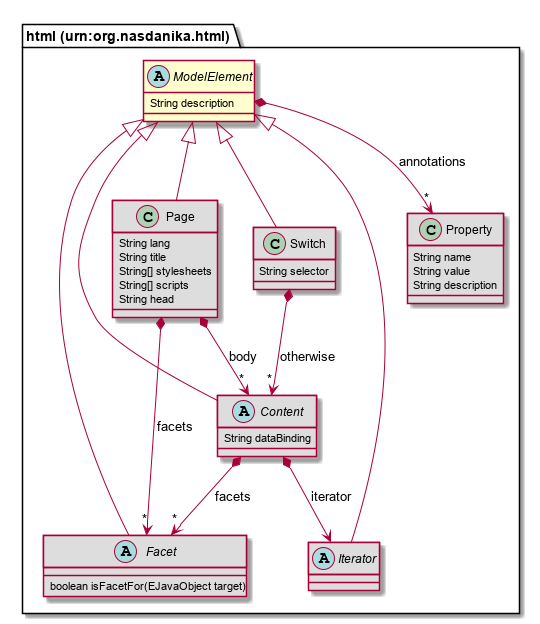 html (urn:org.nasdanika.html)
A ModelElement
String description
annotations
*
C Page
String lang
String title
String[] stylesheets
String[] scripts
String head
C Switch
String selector
C Property
String name
String value
String description
body
*
otherwise
*
A Content
String dataBinding
facets
*
facets
*
iterator
A Facet
boolean isFacetFor(EJavaObject target)
A Iterator